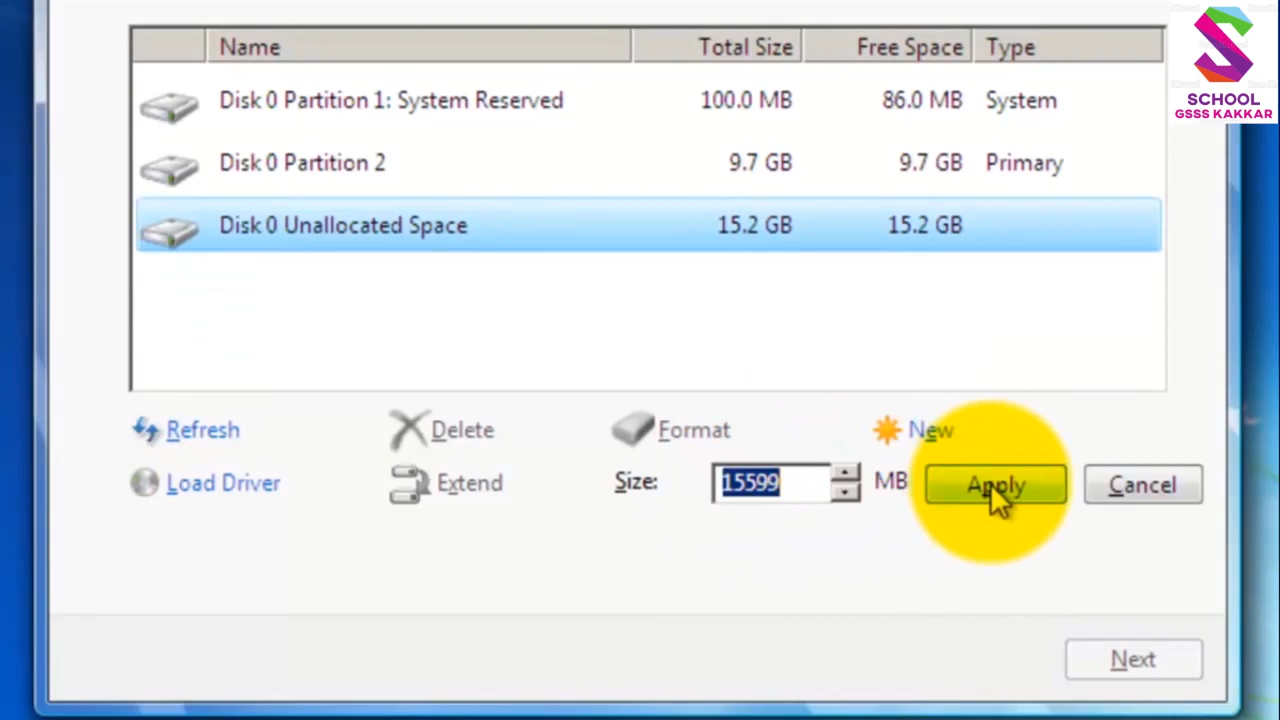 SCHOOL
GSSS KAKKAR
Name Total Size Free Space Type
Disk 0 Partition 1: System Reserved 100.0 MB 86.0 MB System
Disk 0 Partition 2 9.7 GB 9.7 GB Primary
Disk 0 Unallocated Space 15.2 GB 15.2 GB
Refresh Delete Format New
Load Driver Extend Size: 15599 MB Apply Cancel
Next